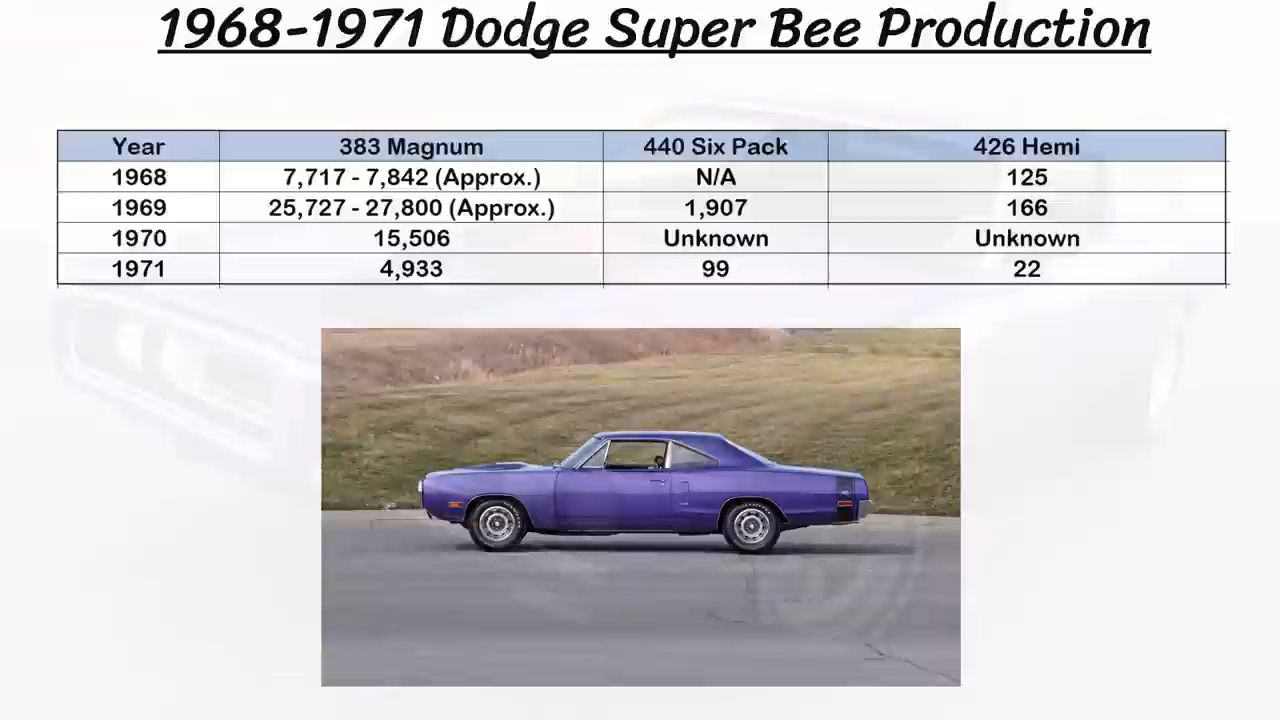 1968-1971 Dodge Super Bee Production
Year 383 Magnum 440 Six Pack 426 Hemi
1968 7,717 - 7,842 (Approx.) N/A 125
1969 25,727 - 27,800 (Approx.) 1,907 166
1970 15,506 Unknown Unknown
1971 4,933 99 22